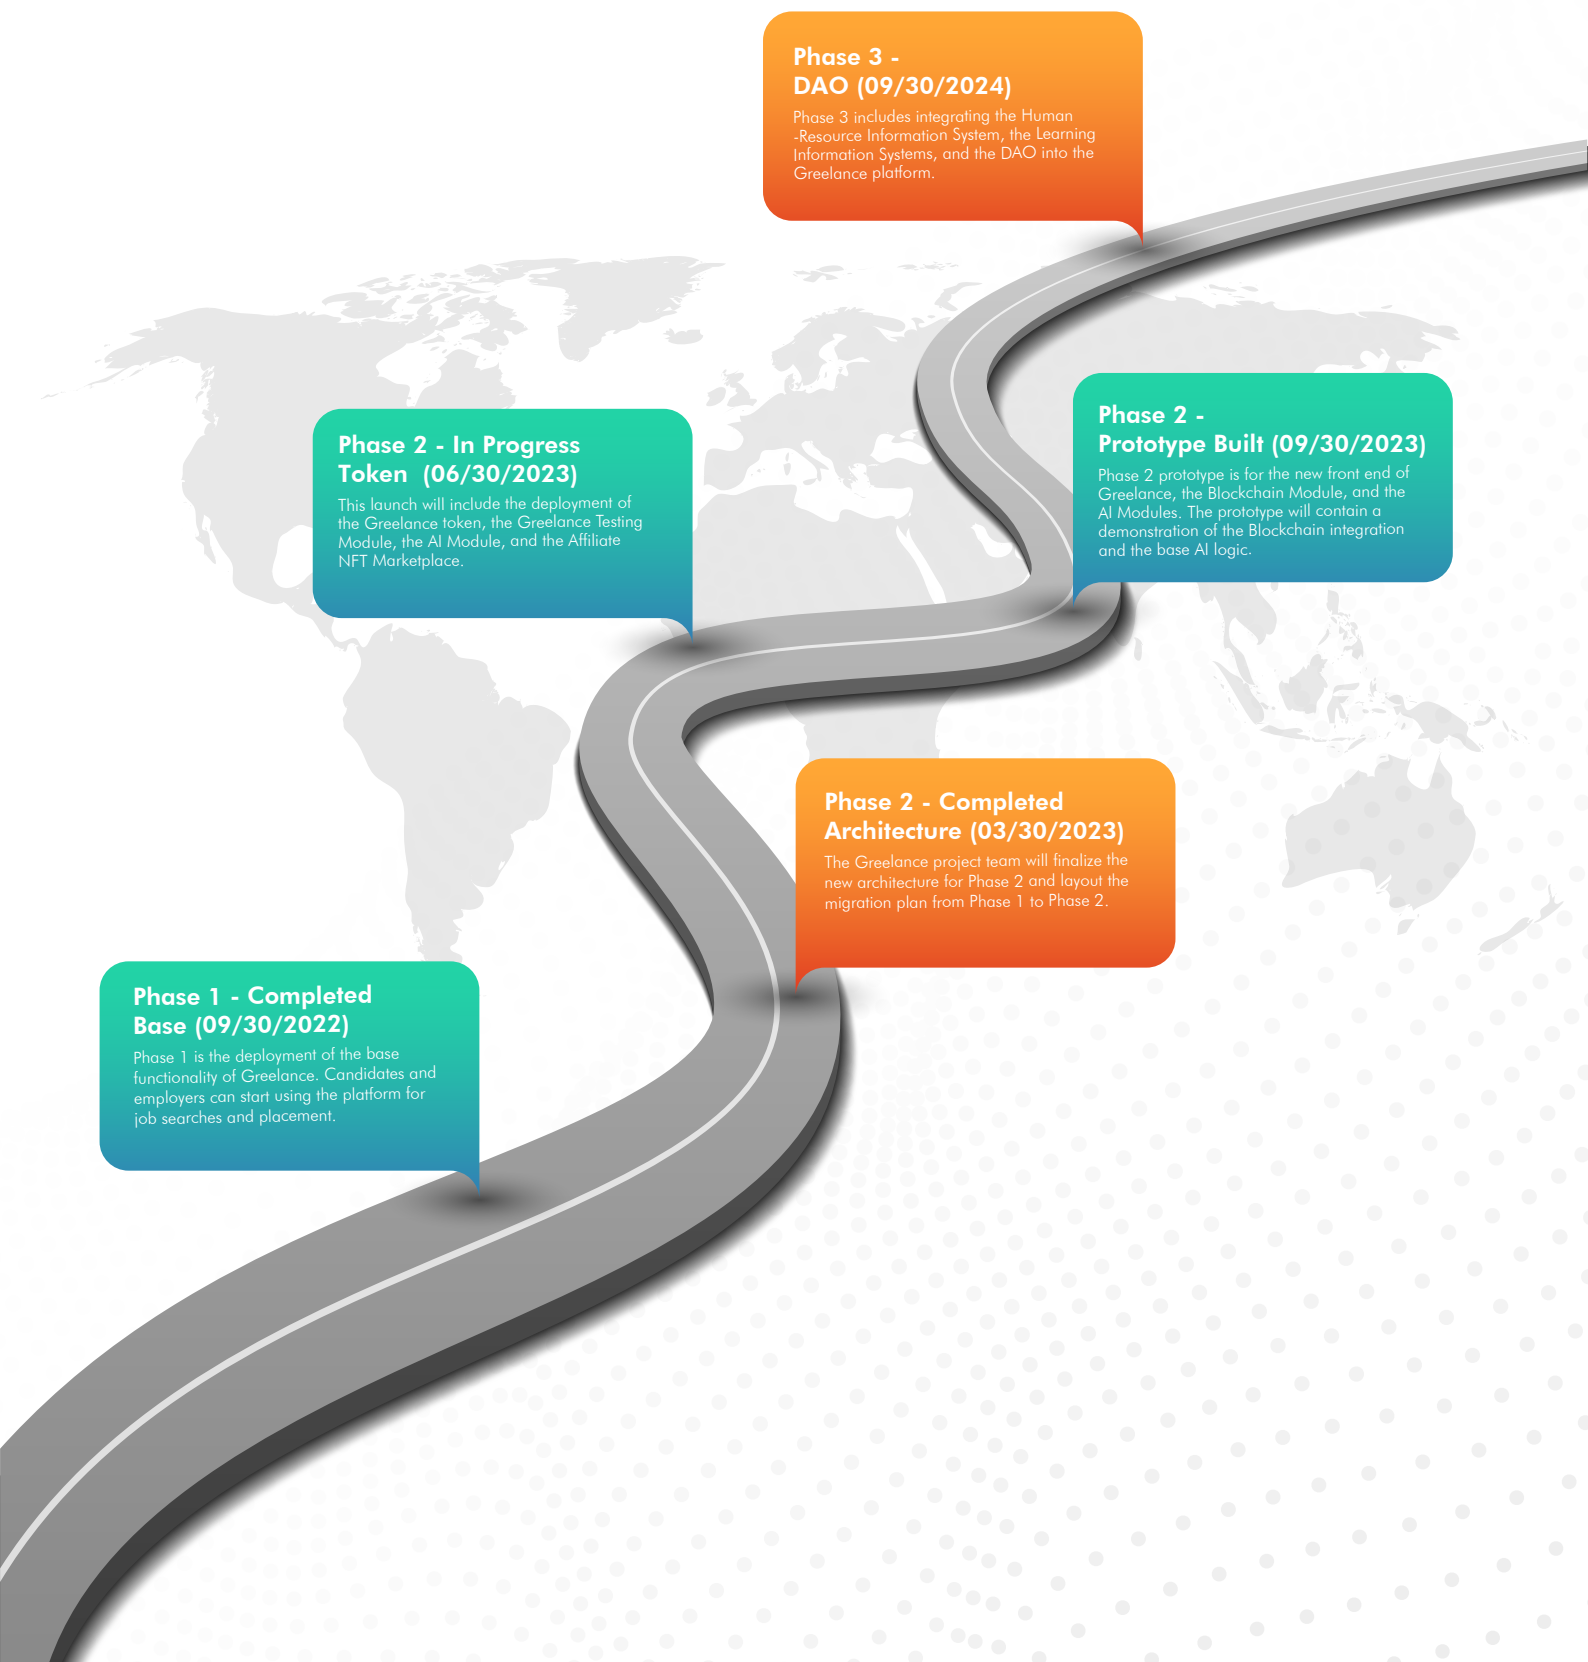 Phase 3 -
DAO (09/30/2024)
Phase 3 includes integrating the Human
-Resource Information System, the Learning
Information Systems, and the DAO into the
Greelance platform.
Phase 2 -
Prototype Built (09/30/2023)
Phase 2 prototype is for the new front end of
Greelance, the Blockchain Module, and the
AI Modules. The prototype will contain a
demonstration of the Blockchain integration
and the base AI logic.
Phase 2 - In Progress
Token (06/30/2023)
This launch will include the deployment of
the Greelance token, the Greelance Testing
Module, the AI Module, and the Affiliate
NFT Marketplace.
Phase 2 - Completed
Architecture (03/30/2023)
The Greelance project team will finalize the
new architecture for Phase 2 and layout the
migration plan from Phase 1 to Phase 2.
Phase 1 - Completed
Base (09/30/2022)
Phase 1 is the deployment of the base
functionality of Greelance. Candidates and
employers can start using the platform for
job searches and placement.